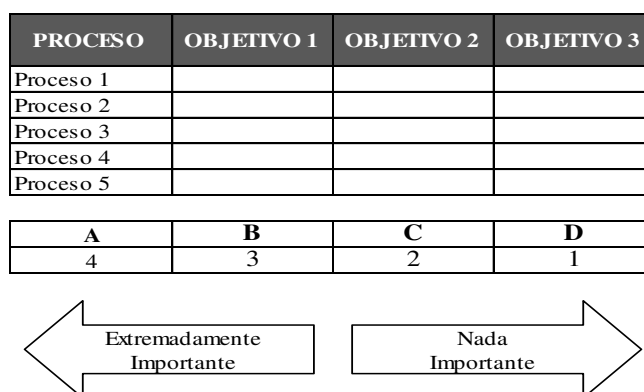 PROCESO OBJETIVO 1 OBJETIVO 2 OBJETIVO 3
Proceso 1
Proceso 2
Proceso 3
Proceso 4
Proceso 5
A B C D
4 3 2 1
Extremadamente
Importante
Nada
Importante